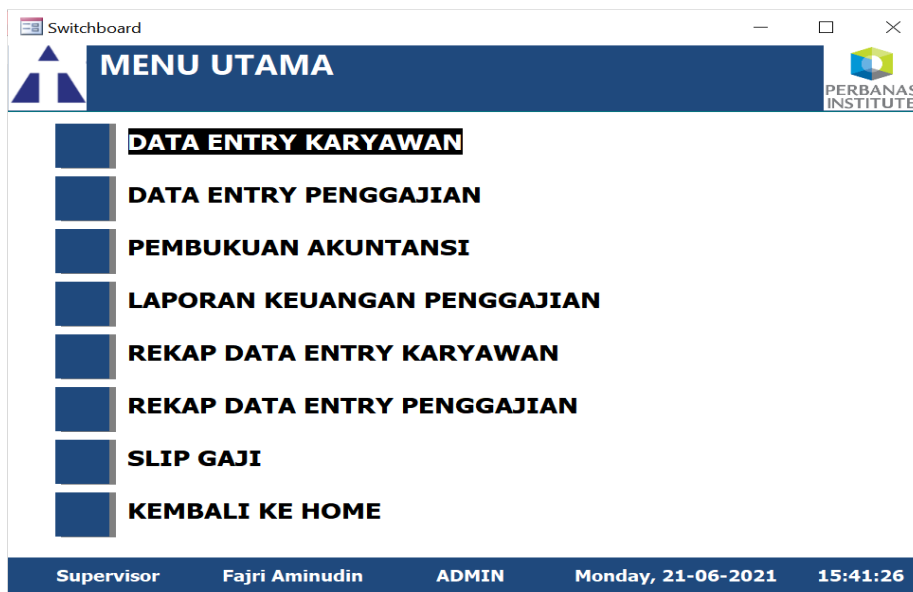 Switchboard
MENU UTAMA
PERBANAS
INSTITUTE
DATA ENTRY KARYAWAN
DATA ENTRY PENGGAJIAN
PEMBUKUAN AKUNTANSI
LAPORAN KEUANGAN PENGGAJIAN
REKAP DATA ENTRY KARYAWAN
REKAP DATA ENTRY PENGGAJIAN
SLIP GAJI
KEMBALI KE HOME
Supervisor Fajri Aminudin ADMIN Monday, 21-06-2021 15:41:26